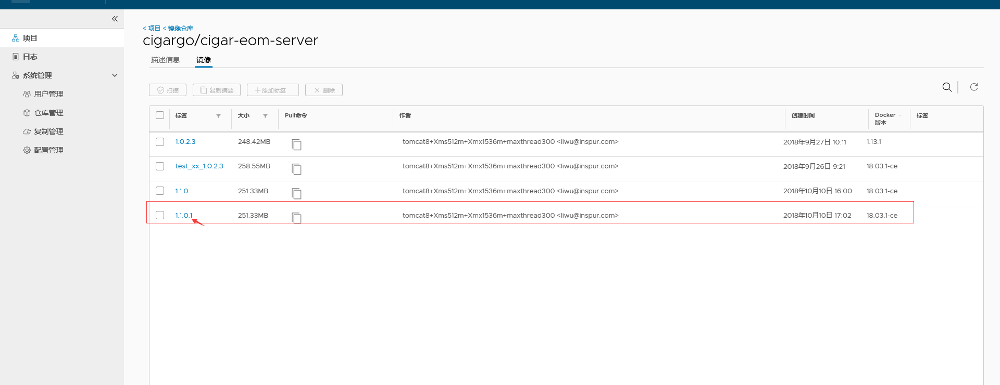 项目
日志
系统管理
用户管理
仓库管理
复制管理
配置管理
< 项目 < 镜像仓库
cigargo/cigar-eom-server
描述信息 镜像
扫描 复制摘要 添加标签 删除
标签 大小 Pull命令 作者 创建时间 Docker 版本 标签
1.0.2.3 248.42MB tomcat8+Xms512m+Xmx1536m+maxthread300 <liwu@inspur.com> 2018年9月27日 10:11 1.13.1
test_xx_1.0.2.3 258.55MB tomcat8+Xms512m+Xmx1536m+maxthread300 <liwu@inspur.com> 2018年9月26日 9:21 18.03.1-ce
1.1.0 251.33MB tomcat8+Xms512m+Xmx1536m+maxthread300 <liwu@inspur.com> 2018年10月10日 16:00 18.03.1-ce
1.1.0.1 251.33MB tomcat8+Xms512m+Xmx1536m+maxthread300 <liwu@inspur.com> 2018年10月10日 17:02 18.03.1-ce